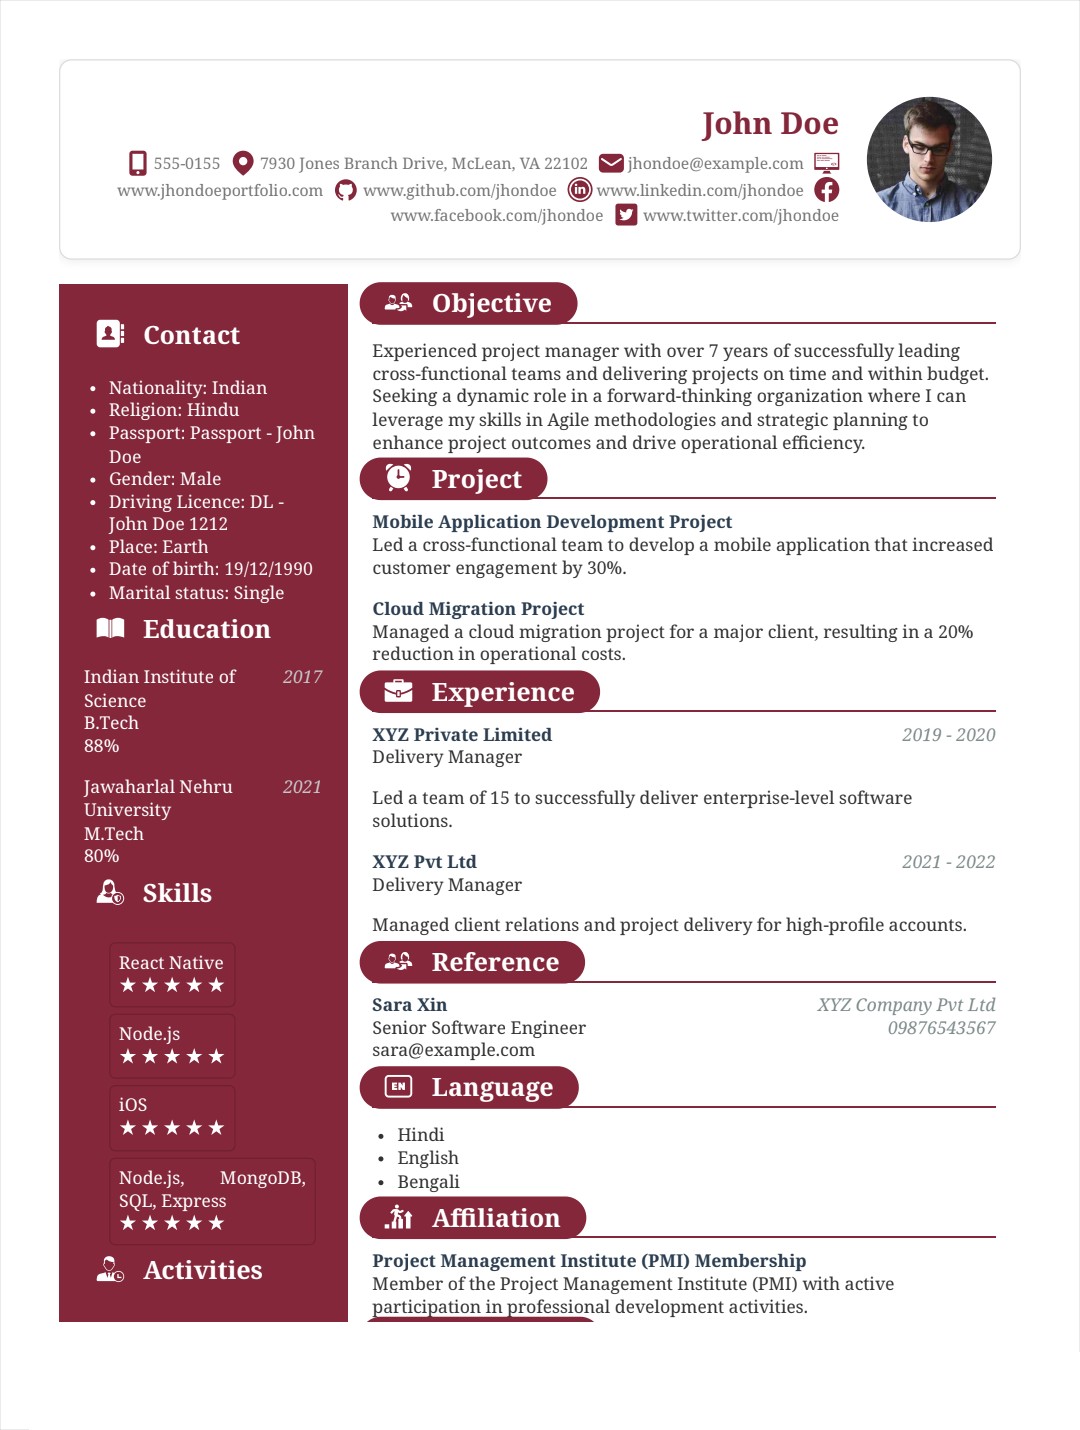 John Doe
555-0155 7930 Jones Branch Drive, McLean, VA 22102 jhondoe@example.com
www.jhondoeportfolio.com www.github.com/jhondoe www.linkedin.com/jhondoe
www.facebook.com/jhondoe www.twitter.com/jhondoe
Contact
• Nationality: Indian
• Religion: Hindu
• Passport: Passport - John
Doe
• Gender: Male
• Driving Licence: DL -
John Doe 1212
• Place: Earth
• Date of birth: 19/12/1990
• Marital status: Single
Education
Indian Institute of 2017
Science
B.Tech
88%
Jawaharlal Nehru 2021
University
M.Tech
80%
Skills
React Native
★★★★★
Node.js
★★★★★
iOS
★★★★★
Node.js, MongoDB,
SQL, Express
★★★★★
Activities
Objective
Experienced project manager with over 7 years of successfully leading
cross-functional teams and delivering projects on time and within budget.
Seeking a dynamic role in a forward-thinking organization where I can
leverage my skills in Agile methodologies and strategic planning to
enhance project outcomes and drive operational efficiency.
Project
Mobile Application Development Project
Led a cross-functional team to develop a mobile application that increased
customer engagement by 30%.
Cloud Migration Project
Managed a cloud migration project for a major client, resulting in a 20%
reduction in operational costs.
Experience
XYZ Private Limited 2019 - 2020
Delivery Manager
Led a team of 15 to successfully deliver enterprise-level software
solutions.
XYZ Pvt Ltd 2021 - 2022
Delivery Manager
Managed client relations and project delivery for high-profile accounts.
Reference
Sara Xin XYZ Company Pvt Ltd
Senior Software Engineer 09876543567
sara@example.com
EN Language
• Hindi
• English
• Bengali
Affiliation
Project Management Institute (PMI) Membership
Member of the Project Management Institute (PMI) with active
participation in professional development activities.